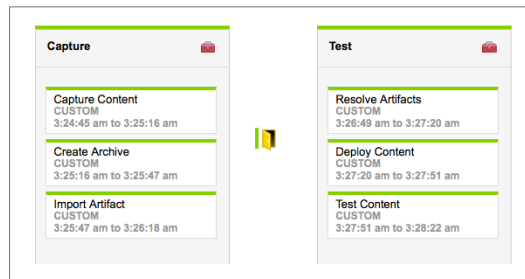 Capture
Capture Content
CUSTOM
3:24:45 am to 3:25:16 am
Create Archive
CUSTOM
3:25:16 am to 3:25:47 am
Import Artifact
CUSTOM
3:25:47 am to 3:26:18 am
Test
Resolve Artifacts
CUSTOM
3:26:49 am to 3:27:20 am
Deploy Content
CUSTOM
3:27:20 am to 3:27:51 am
Test Content
CUSTOM
3:27:51 am to 3:28:22 am